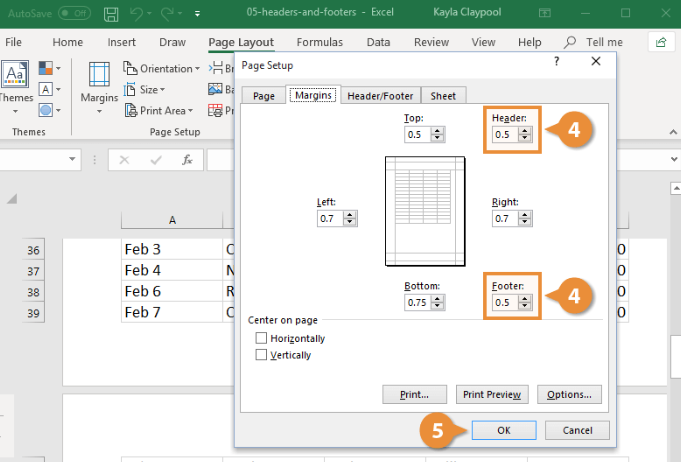 AutoSave Off 05-headers-and-footers - Excel Kayla Claypool
File Home Insert Draw Page Layout Formulas Data Review View Help Tell me
Aa Themes
A
Margins
Orientation
Size
Print Area
Themes Page Setup
fx
Page Setup ? ×
Page Margins Header/Footer Sheet
Top: Header:
0.5 0.5 4
Left: Right:
0.7 0.7
Bottom: Footer:
0.75 0.5 4
Center on page
Horizontally
Vertically
Print... Print Preview Options...
5 OK Cancel
A
36 Feb 3 0
37 Feb 4 N 0
38 Feb 6 R 0
39 Feb 7 0